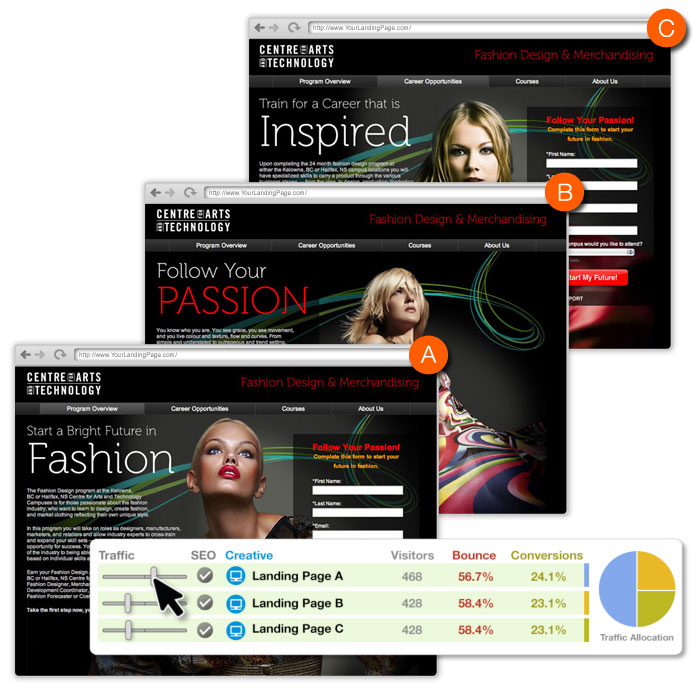 C
http://www.YourLandingPage.com/
CENTRE FOR ARTS
AND TECHNOLOGY
Fashion Design & Merchandising
Program Overview Career Opportunities Courses About Us
Train for a Career that is
Inspired
Upon completing the 24 month fashion design program at
either the Kelowna, BC or Halifax, NS campus locations you
will have specialized skills to carry a product through the various
Follow Your Passion!
Complete this form to start your
future in fashion.
*First Name:
campus would you like to attend?
Start My Future!
B
http://www.YourLandingPage.com/
CENTRE FOR ARTS
AND TECHNOLOGY
Fashion Design & Merchandising
Program Overview Career Opportunities Courses About Us
Follow Your
PASSION
You know who you are. You see grace, you see movement,
and you live colour and texture, flow and curves. From
simple and understated to outrageous and trend setting,
A
http://www.YourLandingPage.com/
CENTRE FOR ARTS
AND TECHNOLOGY
Fashion Design & Merchandising
Program Overview Career Opportunities Courses About Us
Start a Bright Future in
Fashion
The Fashion Design program at the Kelowna,
BC or Halifax, NS Centre for Arts and Technology
Campuses is for those passionate about the fashion
industry, who want to learn to design, create fashion,
and market clothing reflecting their own unique style.
In this program you will take on roles as designers, manufacturers,
marketers, and retailers and allow industry experts to cross-train
and expand your skill sets
opportunity for success. Yo
of the Industry to being abl
based on individual skills a
Earn your Fashion Design
BC or Halifax, NS Centre fo
Fashion Designer, Merchan
Development Coordinator,
Fashion Forecaster or Cost
Take the first step now, yo
Follow Your Passion!
Complete this form to start your
future in fashion.
*First Name:
*Last Name:
*Email:
Traffic SEO Creative Visitors Bounce Conversions
Landing Page A 468 56.7% 24.1%
Landing Page B 428 58.4% 23.1%
Landing Page C 428 58.4% 23.1%
Traffic Allocation